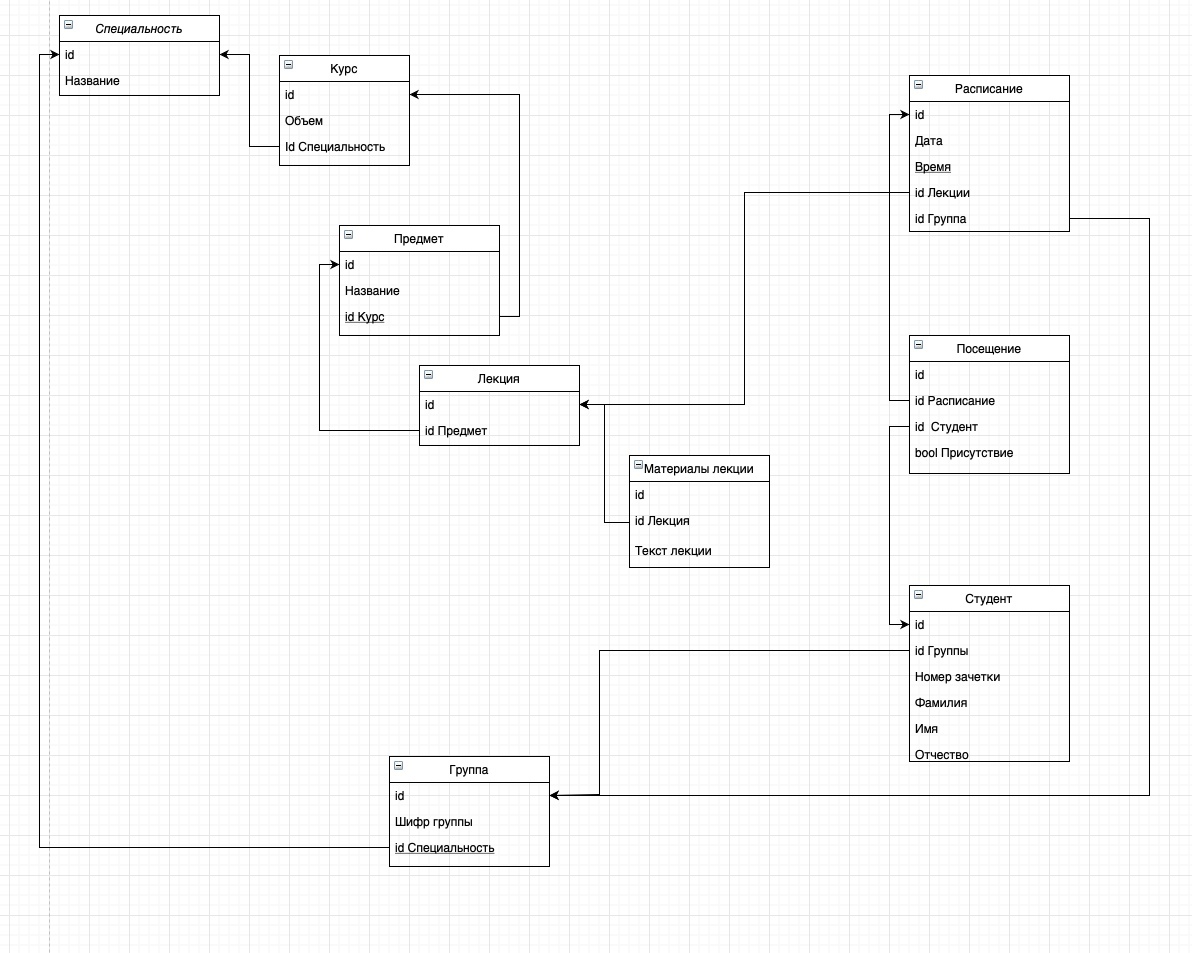 Специальность
id
Название
Курс
id
Объем
Id Специальность
Предмет
id
Название
id Курс
Лекция
id
id Предмет
Материалы лекции
id
id Лекция
Текст лекции
Расписание
id
Дата
Время
id Лекции
id Группа
Посещение
id
id Расписание
id  Студент
bool Присутствие
Студент
id
id Группы
Номер зачетки
Фамилия
Имя
Отчество
Группа
id
Шифр группы
id Специальность